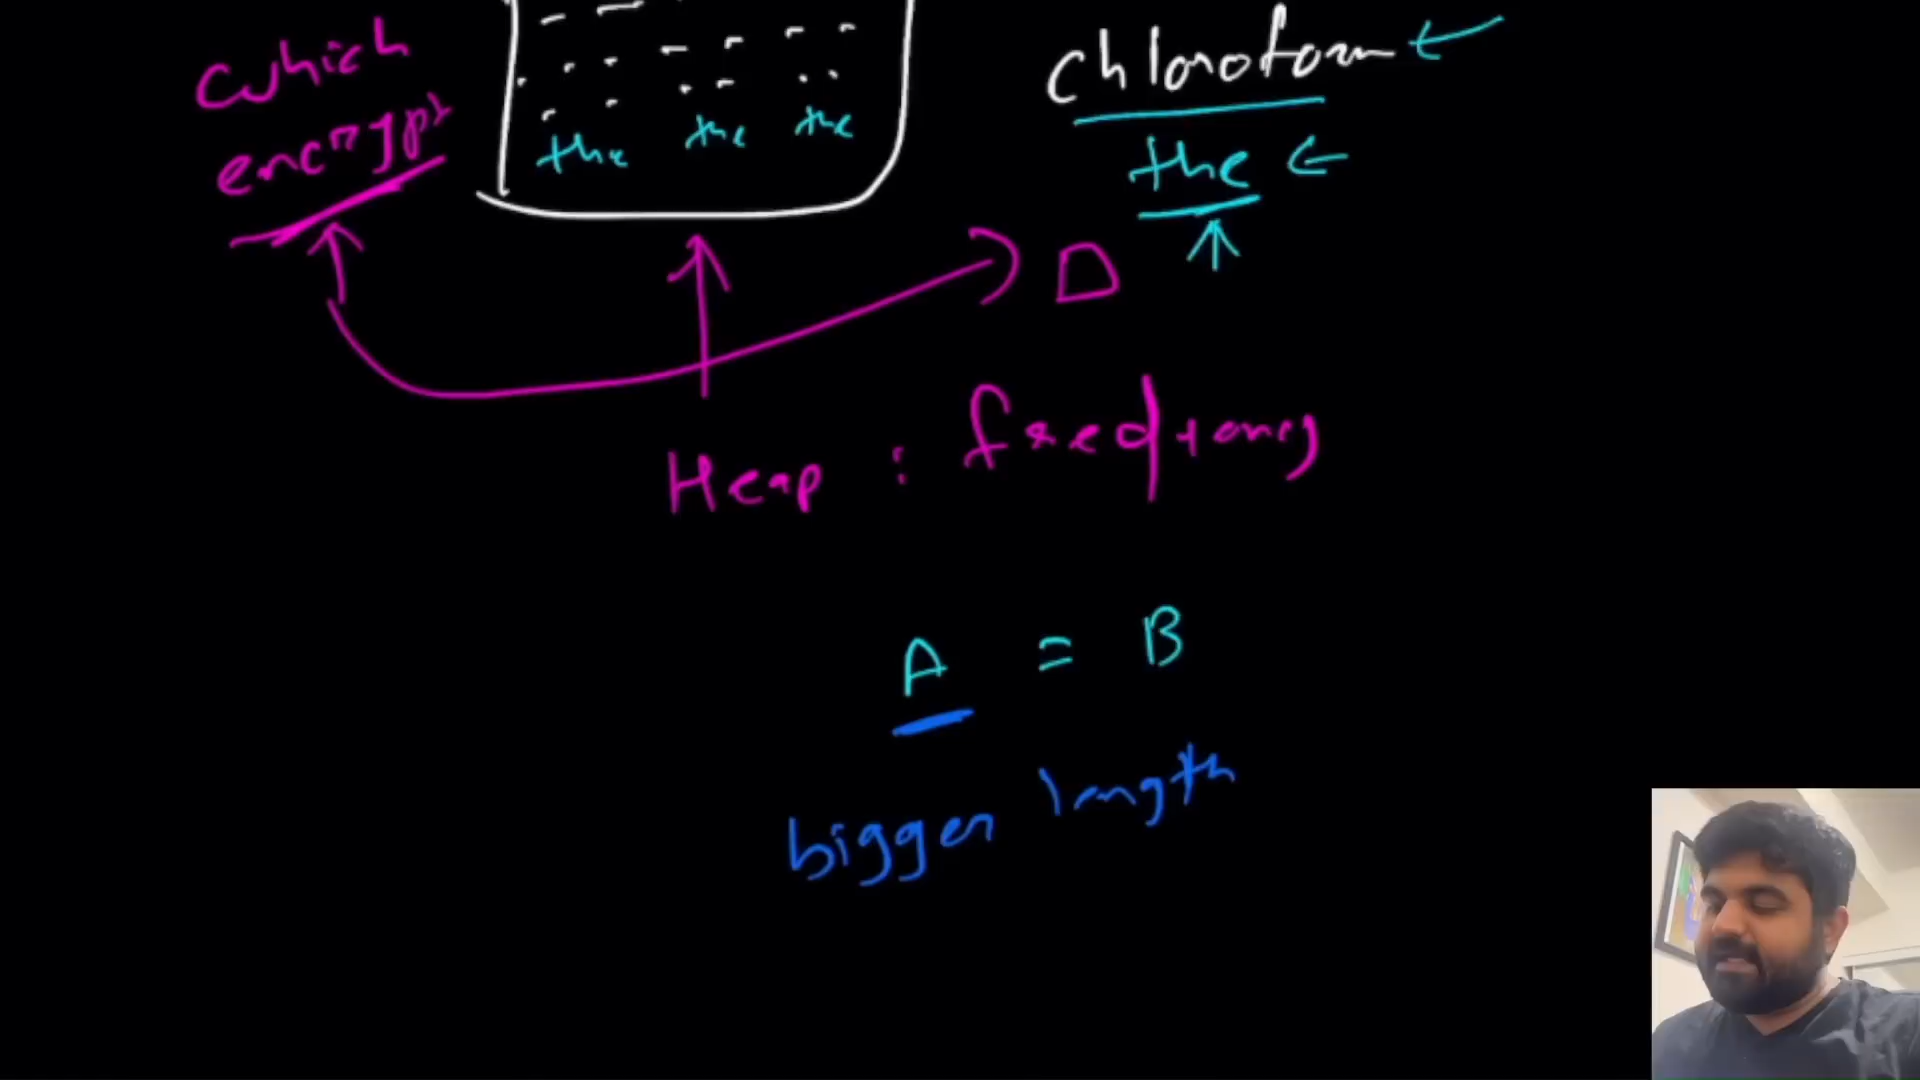 which
encrypt
the the the
chloroform
the
D
Heap : frequency
A = B
bigger length